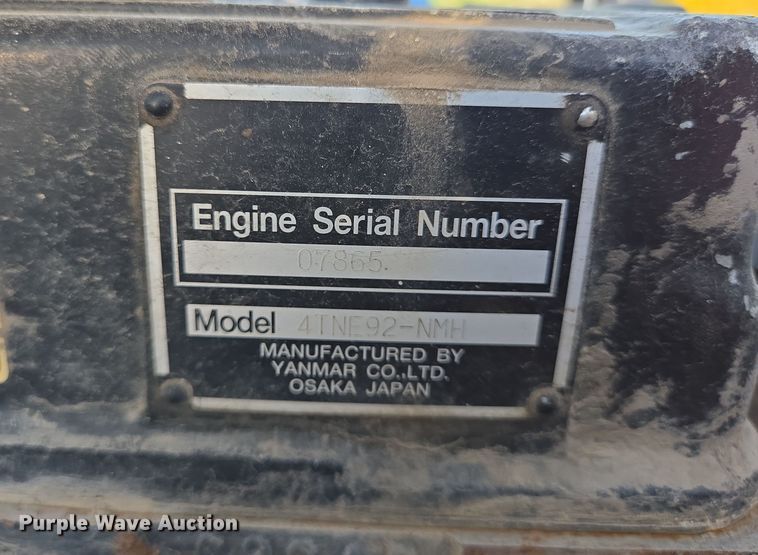 Engine Serial Number
07865
Model 4TNE92-NMH
MANUFACTURED BY
YANMAR CO.,LTD.
OSAKA JAPAN
Purple Wave Auction